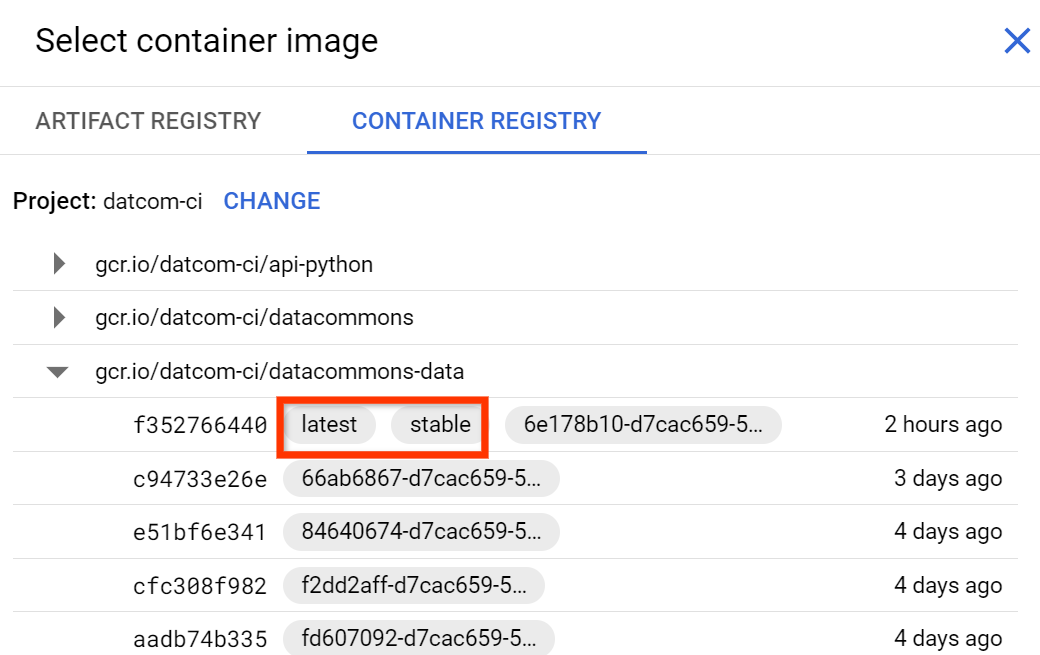 Select container image
ARTIFACT REGISTRY CONTAINER REGISTRY
Project: datcom-ci CHANGE
gcr.io/datcom-ci/api-python
gcr.io/datcom-ci/datacommons
gcr.io/datcom-ci/datacommons-data
f352766440 latest stable 6e178b10-d7cac659-5... 2 hours ago
c94733e26e 66ab6867-d7cac659-5... 3 days ago
e51bf6e341 84640674-d7cac659-5... 4 days ago
cfc308f982 f2dd2aff-d7cac659-5... 4 days ago
aadb74b335 fd607092-d7cac659-5... 4 days ago